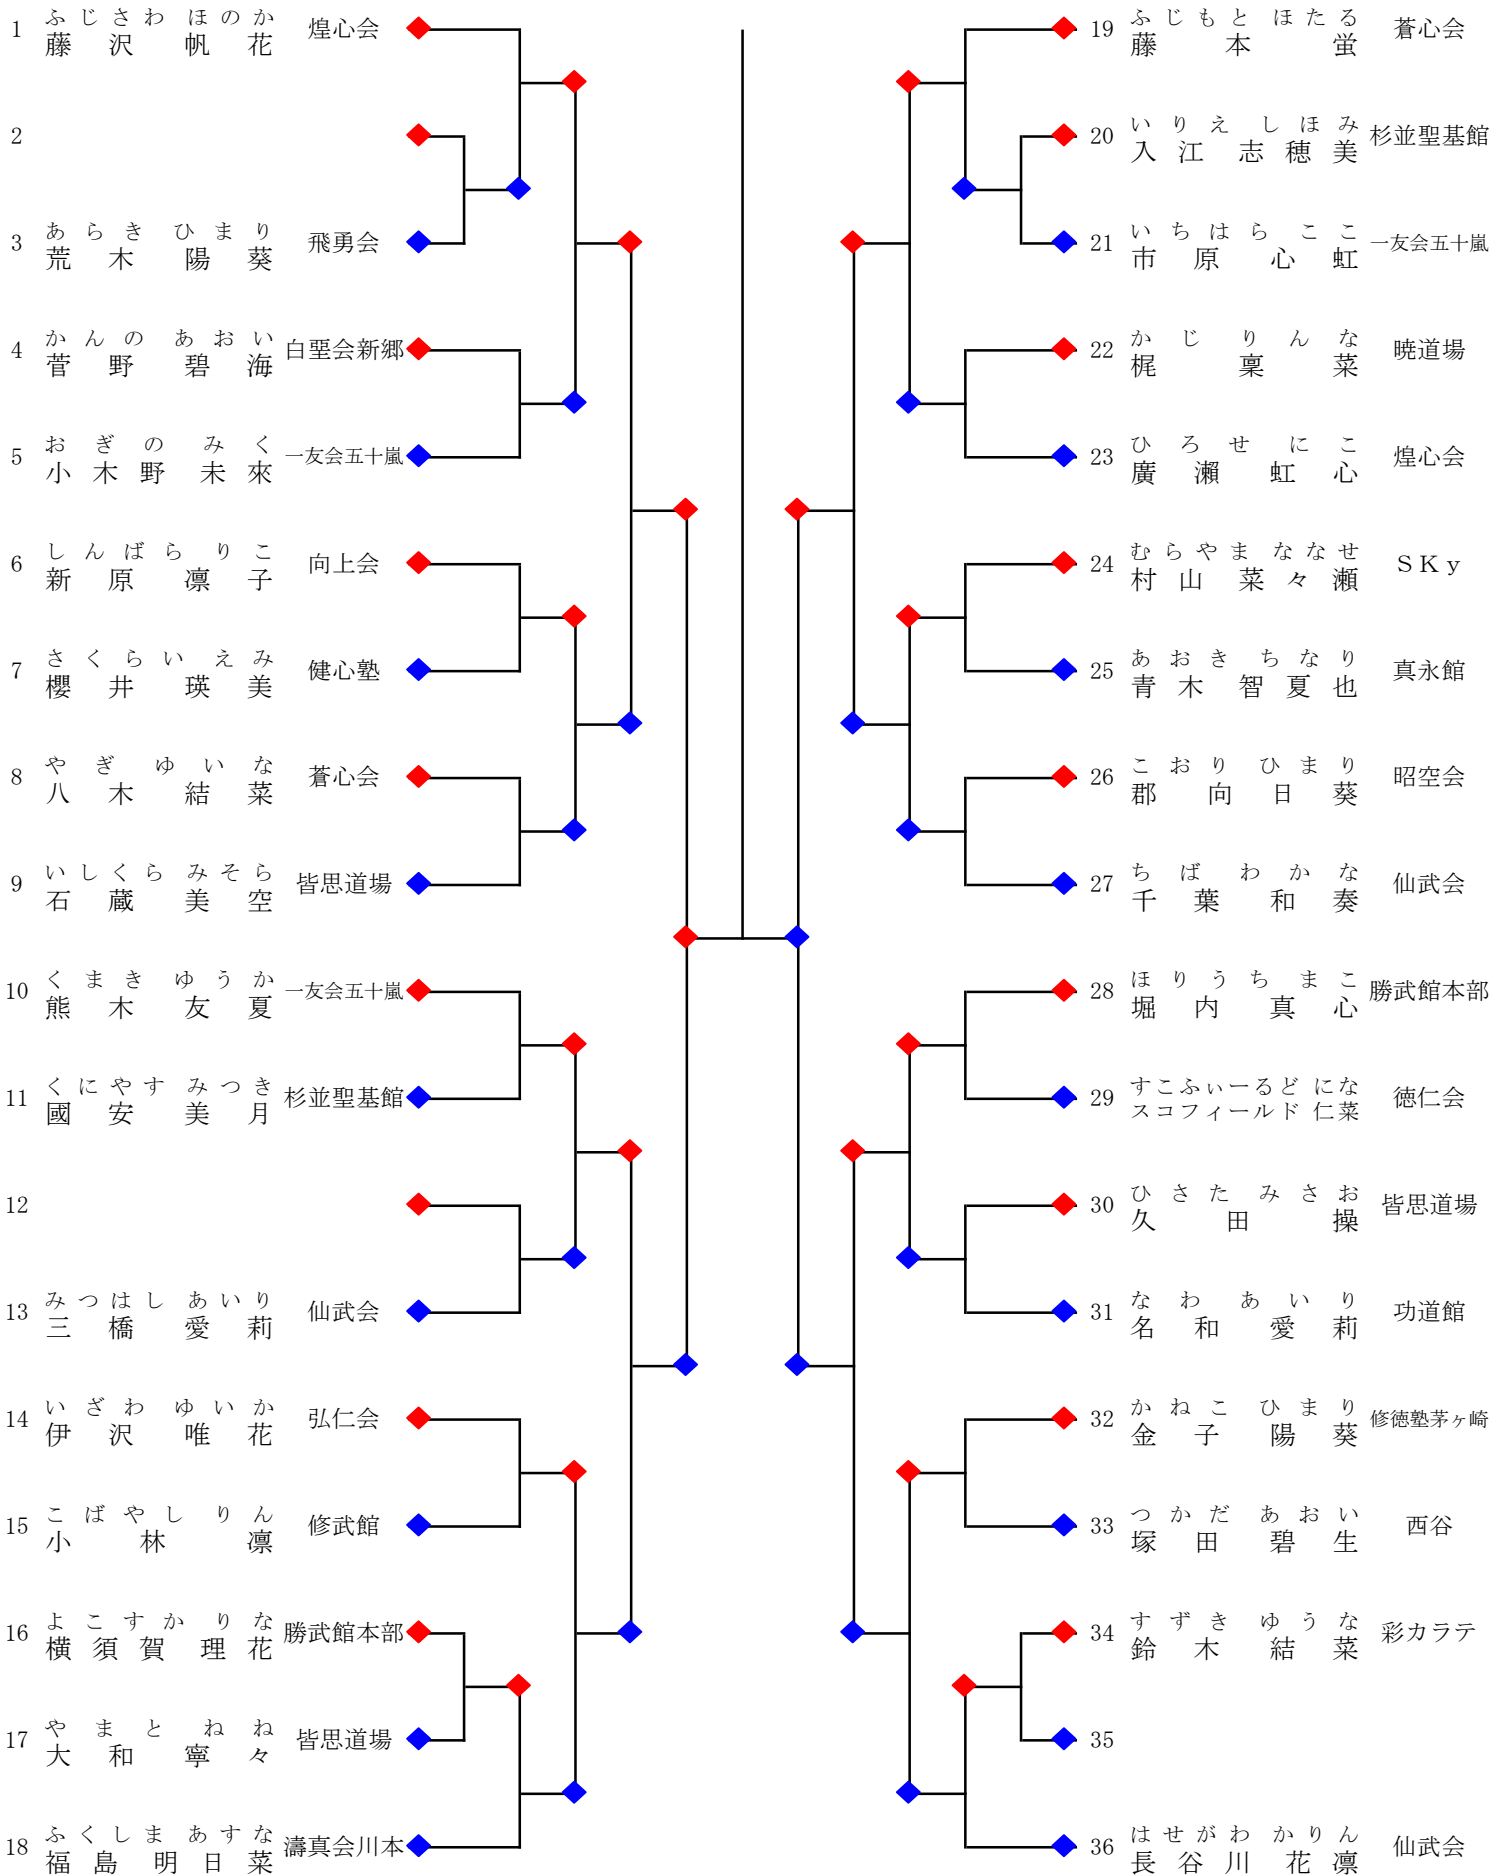 ふじさわ ほのか
1 藤沢 帆花 煌心会
2
あらき ひまり
3 荒木 陽葵 飛勇会
かんの あおい
4 菅野 碧海 白堊会新郷
おぎの みく
5 小木野 未來 一友会五十嵐
しんばら りこ
6 新原 凛子 向上会
さくらい えみ
7 櫻井 瑛美 健心塾
やぎ ゆいな
8 八木 結菜 蒼心会
いしくら みそら
9 石蔵 美空 皆思道場
くまき ゆうか
10 熊木 友夏 一友会五十嵐
くにやす みつき
11 國安 美月 杉並聖基館
12
みつはし あいり
13 三橋 愛莉 仙武会
いざわ ゆいか
14 伊沢 唯花 弘仁会
こばやし りん
15 小林 凛 修武館
よこすか りな
16 横須賀 理花 勝武館本部
やまと ねね
17 大和 寧々 皆思道場
ふくしま あすな
18 福島 明日菜 濤真会川本
ふじもと ほたる
19 藤本 蛍 蒼心会
いりえ しほみ
20 入江 志穂美 杉並聖基館
いちはら ここ
21 市原 心虹 一友会五十嵐
かじ りんな
22 梶 稟菜 暁道場
ひろせ にこ
23 廣瀬 虹心 煌心会
むらやま ななせ
24 村山 菜々瀬 ＳＫｙ
あおき ちなり
25 青木 智夏也 真永館
こおり ひまり
26 郡 向日葵 昭空会
ちば わかな
27 千葉 和奏 仙武会
ほりうち まこ
28 堀内 真心 勝武館本部
すこふぃーるど にな
29 スコフィールド 仁菜 徳仁会
ひさた みさお
30 久田 操 皆思道場
なわ あいり
31 名和 愛莉 功道館
かねこ ひまり
32 金子 陽葵 修徳塾茅ヶ崎
つかだ あおい
33 塚田 碧生 西谷
すずき ゆうな
34 鈴木 結菜 彩カラテ
35
はせがわ かりん
36 長谷川 花凛 仙武会